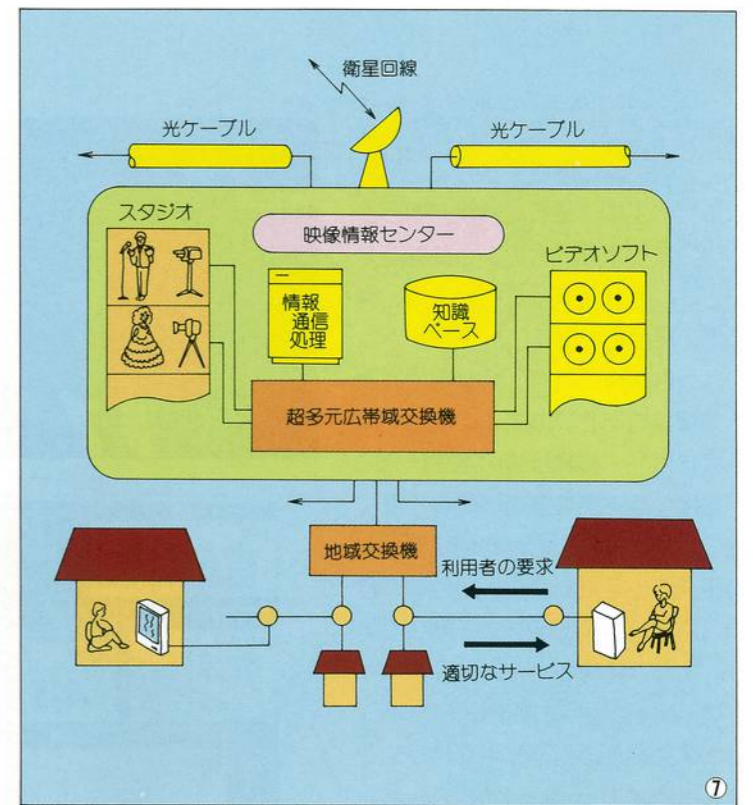 衛星回線
光ケーブル
光ケーブル
スタジオ
映像情報センター
ビデオソフト
情報
通信
処理
知識
ベース
超多元広帯域交換機
地域交換機
利用者の要求
適切なサービス
⑦